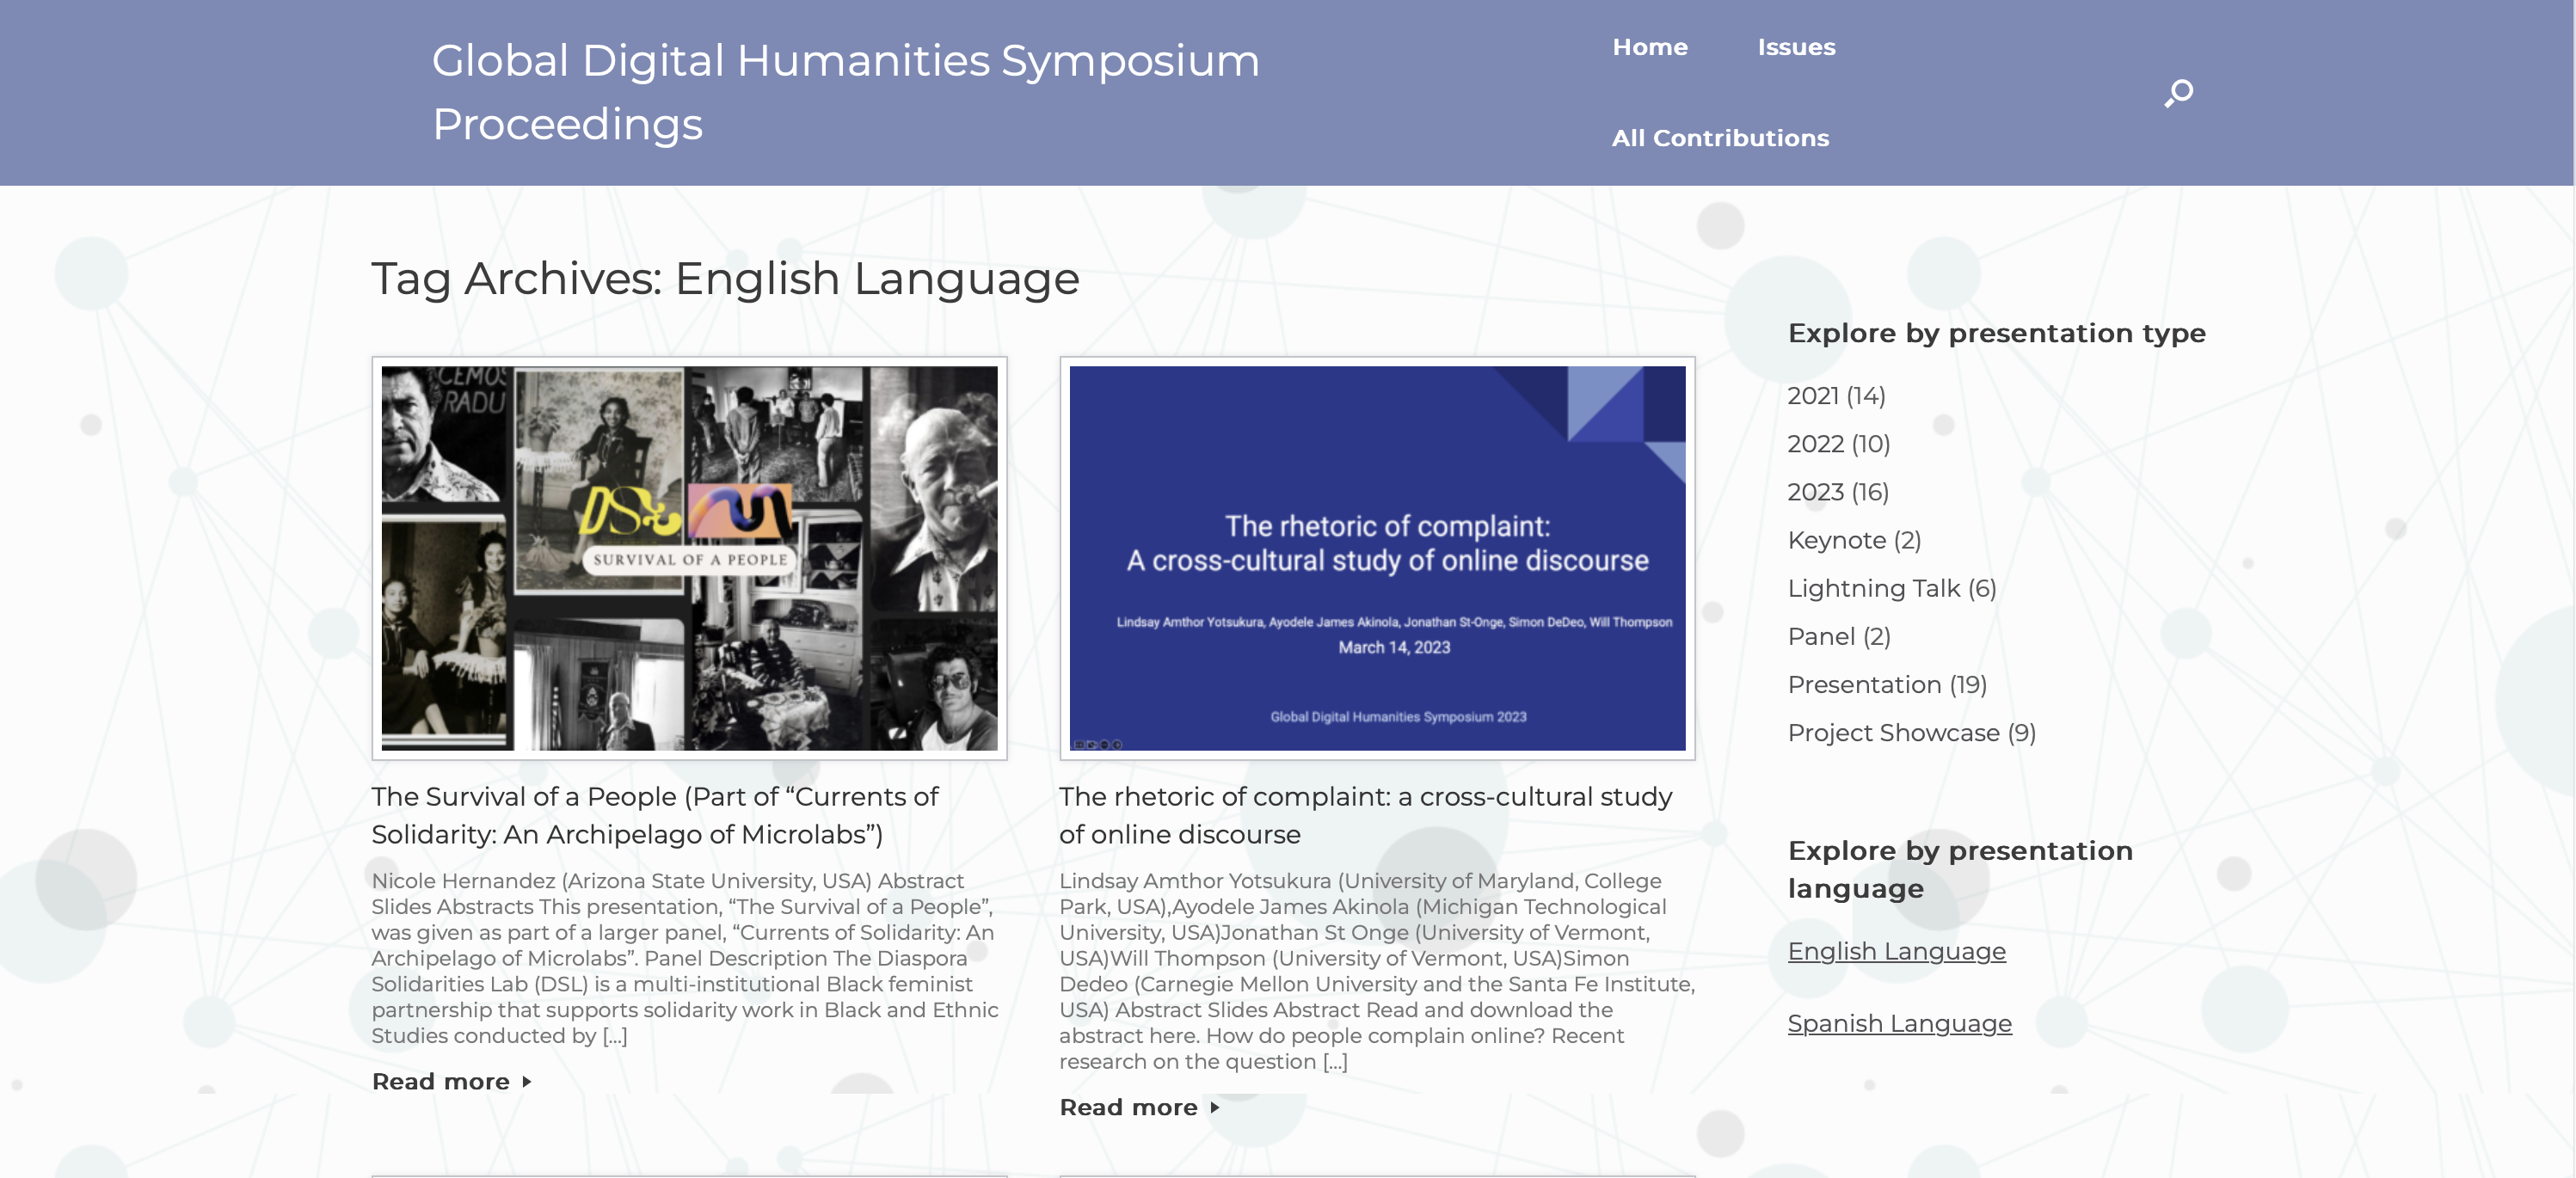 Global Digital Humanities Symposium
Proceedings
Home
Issues
All Contributions
Tag Archives: English Language
CEMOS
RADU
DSL
SURVIVAL OF A PEOPLE
The Survival of a People (Part of “Currents of
Solidarity: An Archipelago of Microlabs”)
Nicole Hernandez (Arizona State University, USA) Abstract
Slides Abstracts This presentation, “The Survival of a People”,
was given as part of a larger panel, “Currents of Solidarity: An
Archipelago of Microlabs”. Panel Description The Diaspora
Solidarities Lab (DSL) is a multi-institutional Black feminist
partnership that supports solidarity work in Black and Ethnic
Studies conducted by [...]
Read more
The rhetoric of complaint:
A cross-cultural study of online discourse
Lindsay Amthor Yotsukura, Ayodele James Akinola, Jonathan St-Onge, Simon DeDeo, Will Thompson
March 14, 2023
Global Digital Humanities Symposium 2023
The rhetoric of complaint: a cross-cultural study
of online discourse
Lindsay Amthor Yotsukura (University of Maryland, College
Park, USA),Ayodele James Akinola (Michigan Technological
University, USA)Jonathan St Onge (University of Vermont,
USA)Will Thompson (University of Vermont, USA)Simon
Dedeo (Carnegie Mellon University and the Santa Fe Institute,
USA) Abstract Slides Abstract Read and download the
abstract here. How do people complain online? Recent
research on the question [...]
Read more
Explore by presentation type
2021 (14)
2022 (10)
2023 (16)
Keynote (2)
Lightning Talk (6)
Panel (2)
Presentation (19)
Project Showcase (9)
Explore by presentation
language
English Language
Spanish Language